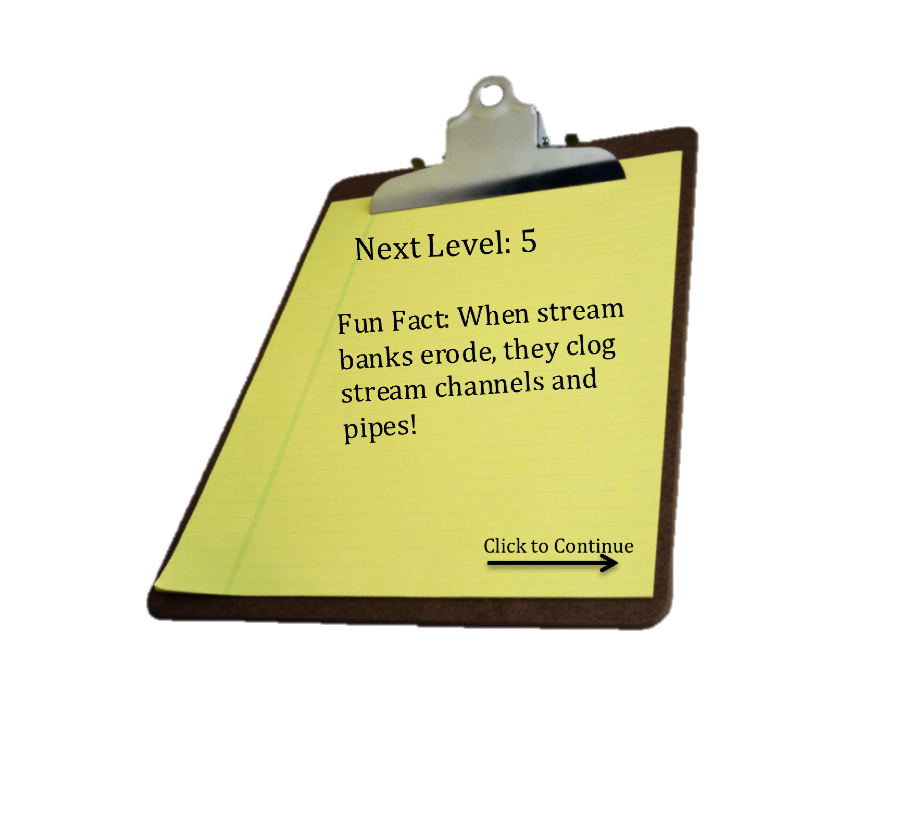 Next Level: 5
Fun Fact: When stream
banks erode, they clog
stream channels and
pipes!
Click to Continue